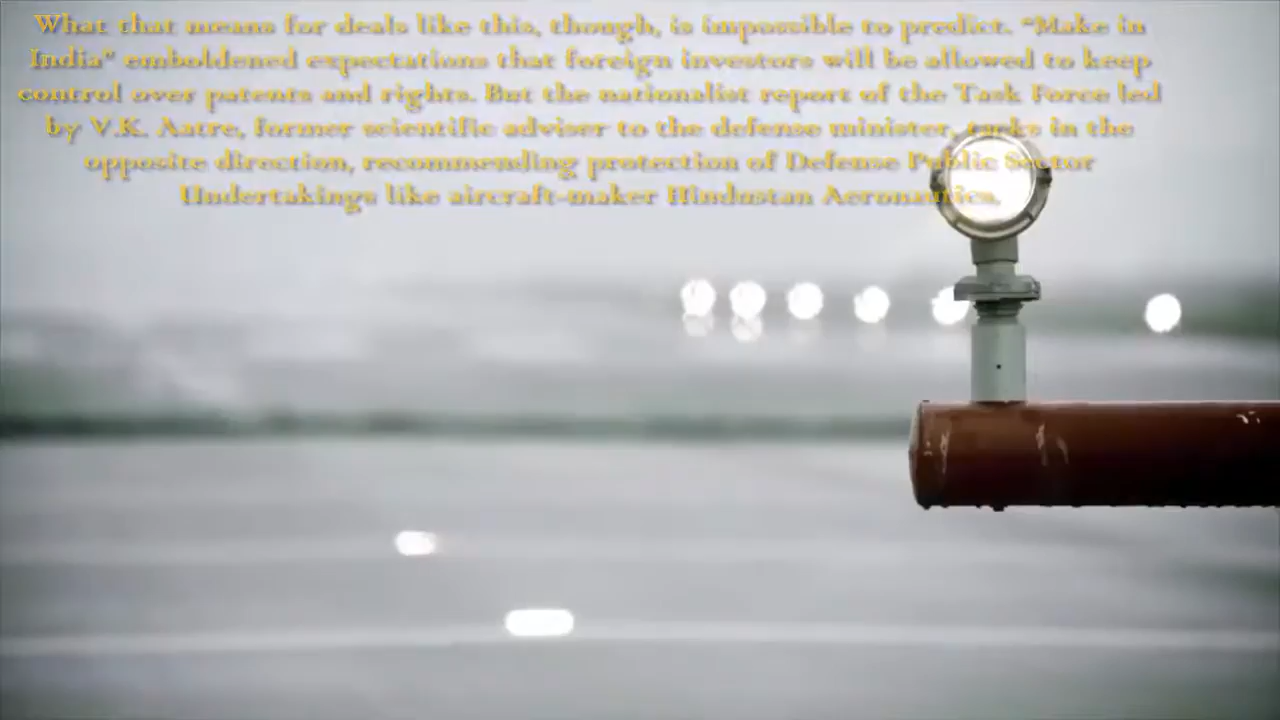 What that means for deals like this, though, is impossible to predict. “Make in
India” emboldened expectations that foreign investors will be allowed to keep
control over patents and rights. But the nationalist report of the Task Force led
by V.K. Aatre, former scientific adviser to the defense minister, tacks in the
opposite direction, recommending protection of Defense Public Sector
Undertakings like aircraft-maker Hindustan Aeronautics.